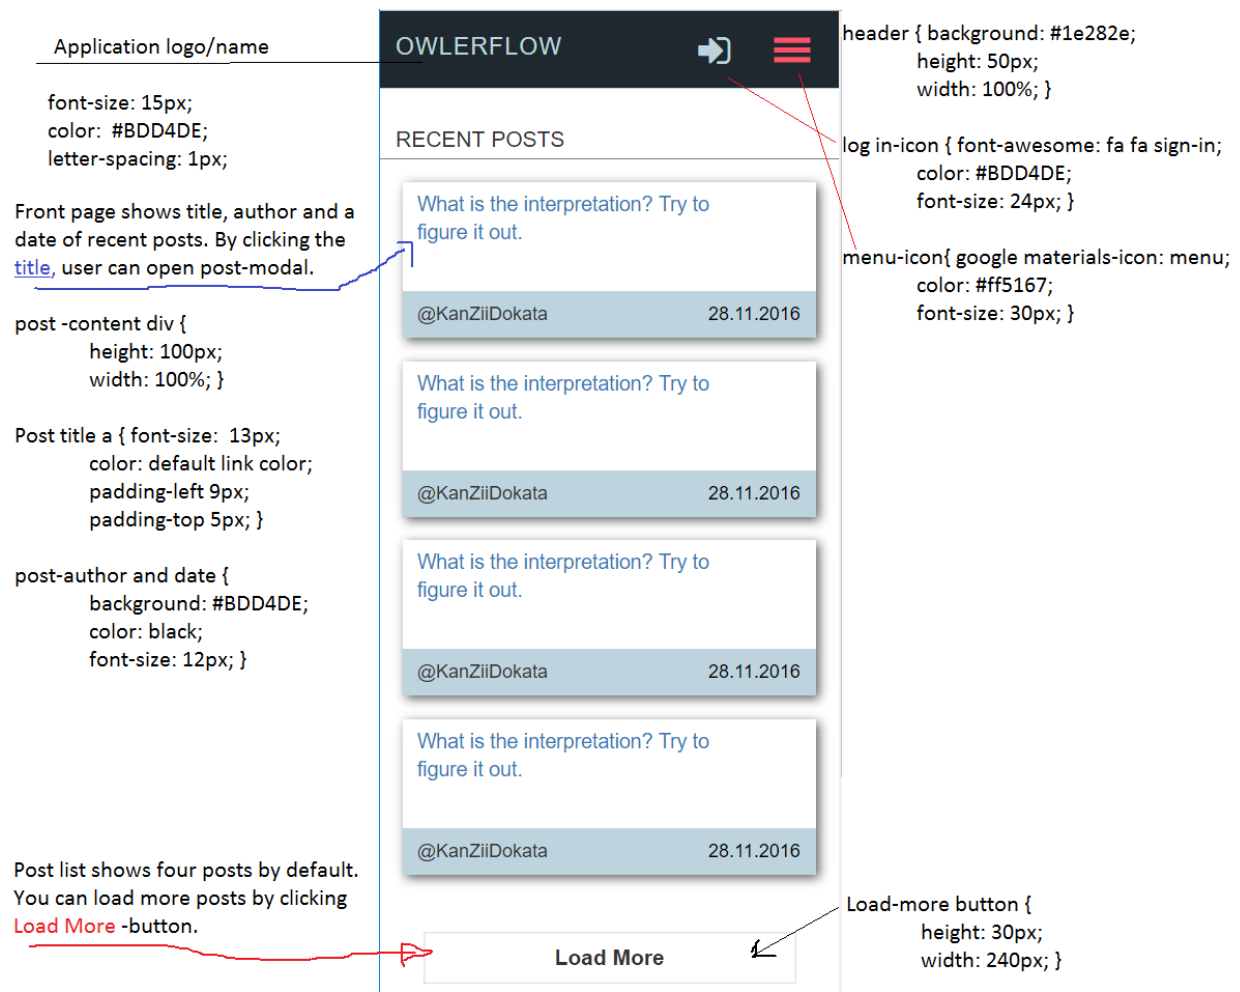 Application logo/name
font-size: 15px;
color: #BDD4DE;
letter-spacing: 1px;
Front page shows title, author and a
date of recent posts. By clicking the
title, user can open post-modal.
post -content div {
height: 100px;
width: 100%; }
Post title a { font-size: 13px;
color: default link color;
padding-left 9px;
padding-top 5px; }
post-author and date {
background: #BDD4DE;
color: black;
font-size: 12px; }
Post list shows four posts by default.
You can load more posts by clicking
Load More -button.
OWLERFLOW
RECENT POSTS
What is the interpretation? Try to
figure it out.
@KanZiiDokata 28.11.2016
What is the interpretation? Try to
figure it out.
@KanZiiDokata 28.11.2016
What is the interpretation? Try to
figure it out.
@KanZiiDokata 28.11.2016
What is the interpretation? Try to
figure it out.
@KanZiiDokata 28.11.2016
Load More
header { background: #1e282e;
height: 50px;
width: 100%; }
log in-icon { font-awesome: fa fa sign-in;
color: #BDD4DE;
font-size: 24px; }
menu-icon{ google materials-icon: menu;
color: #ff5167;
font-size: 30px; }
Load-more button {
height: 30px;
width: 240px; }